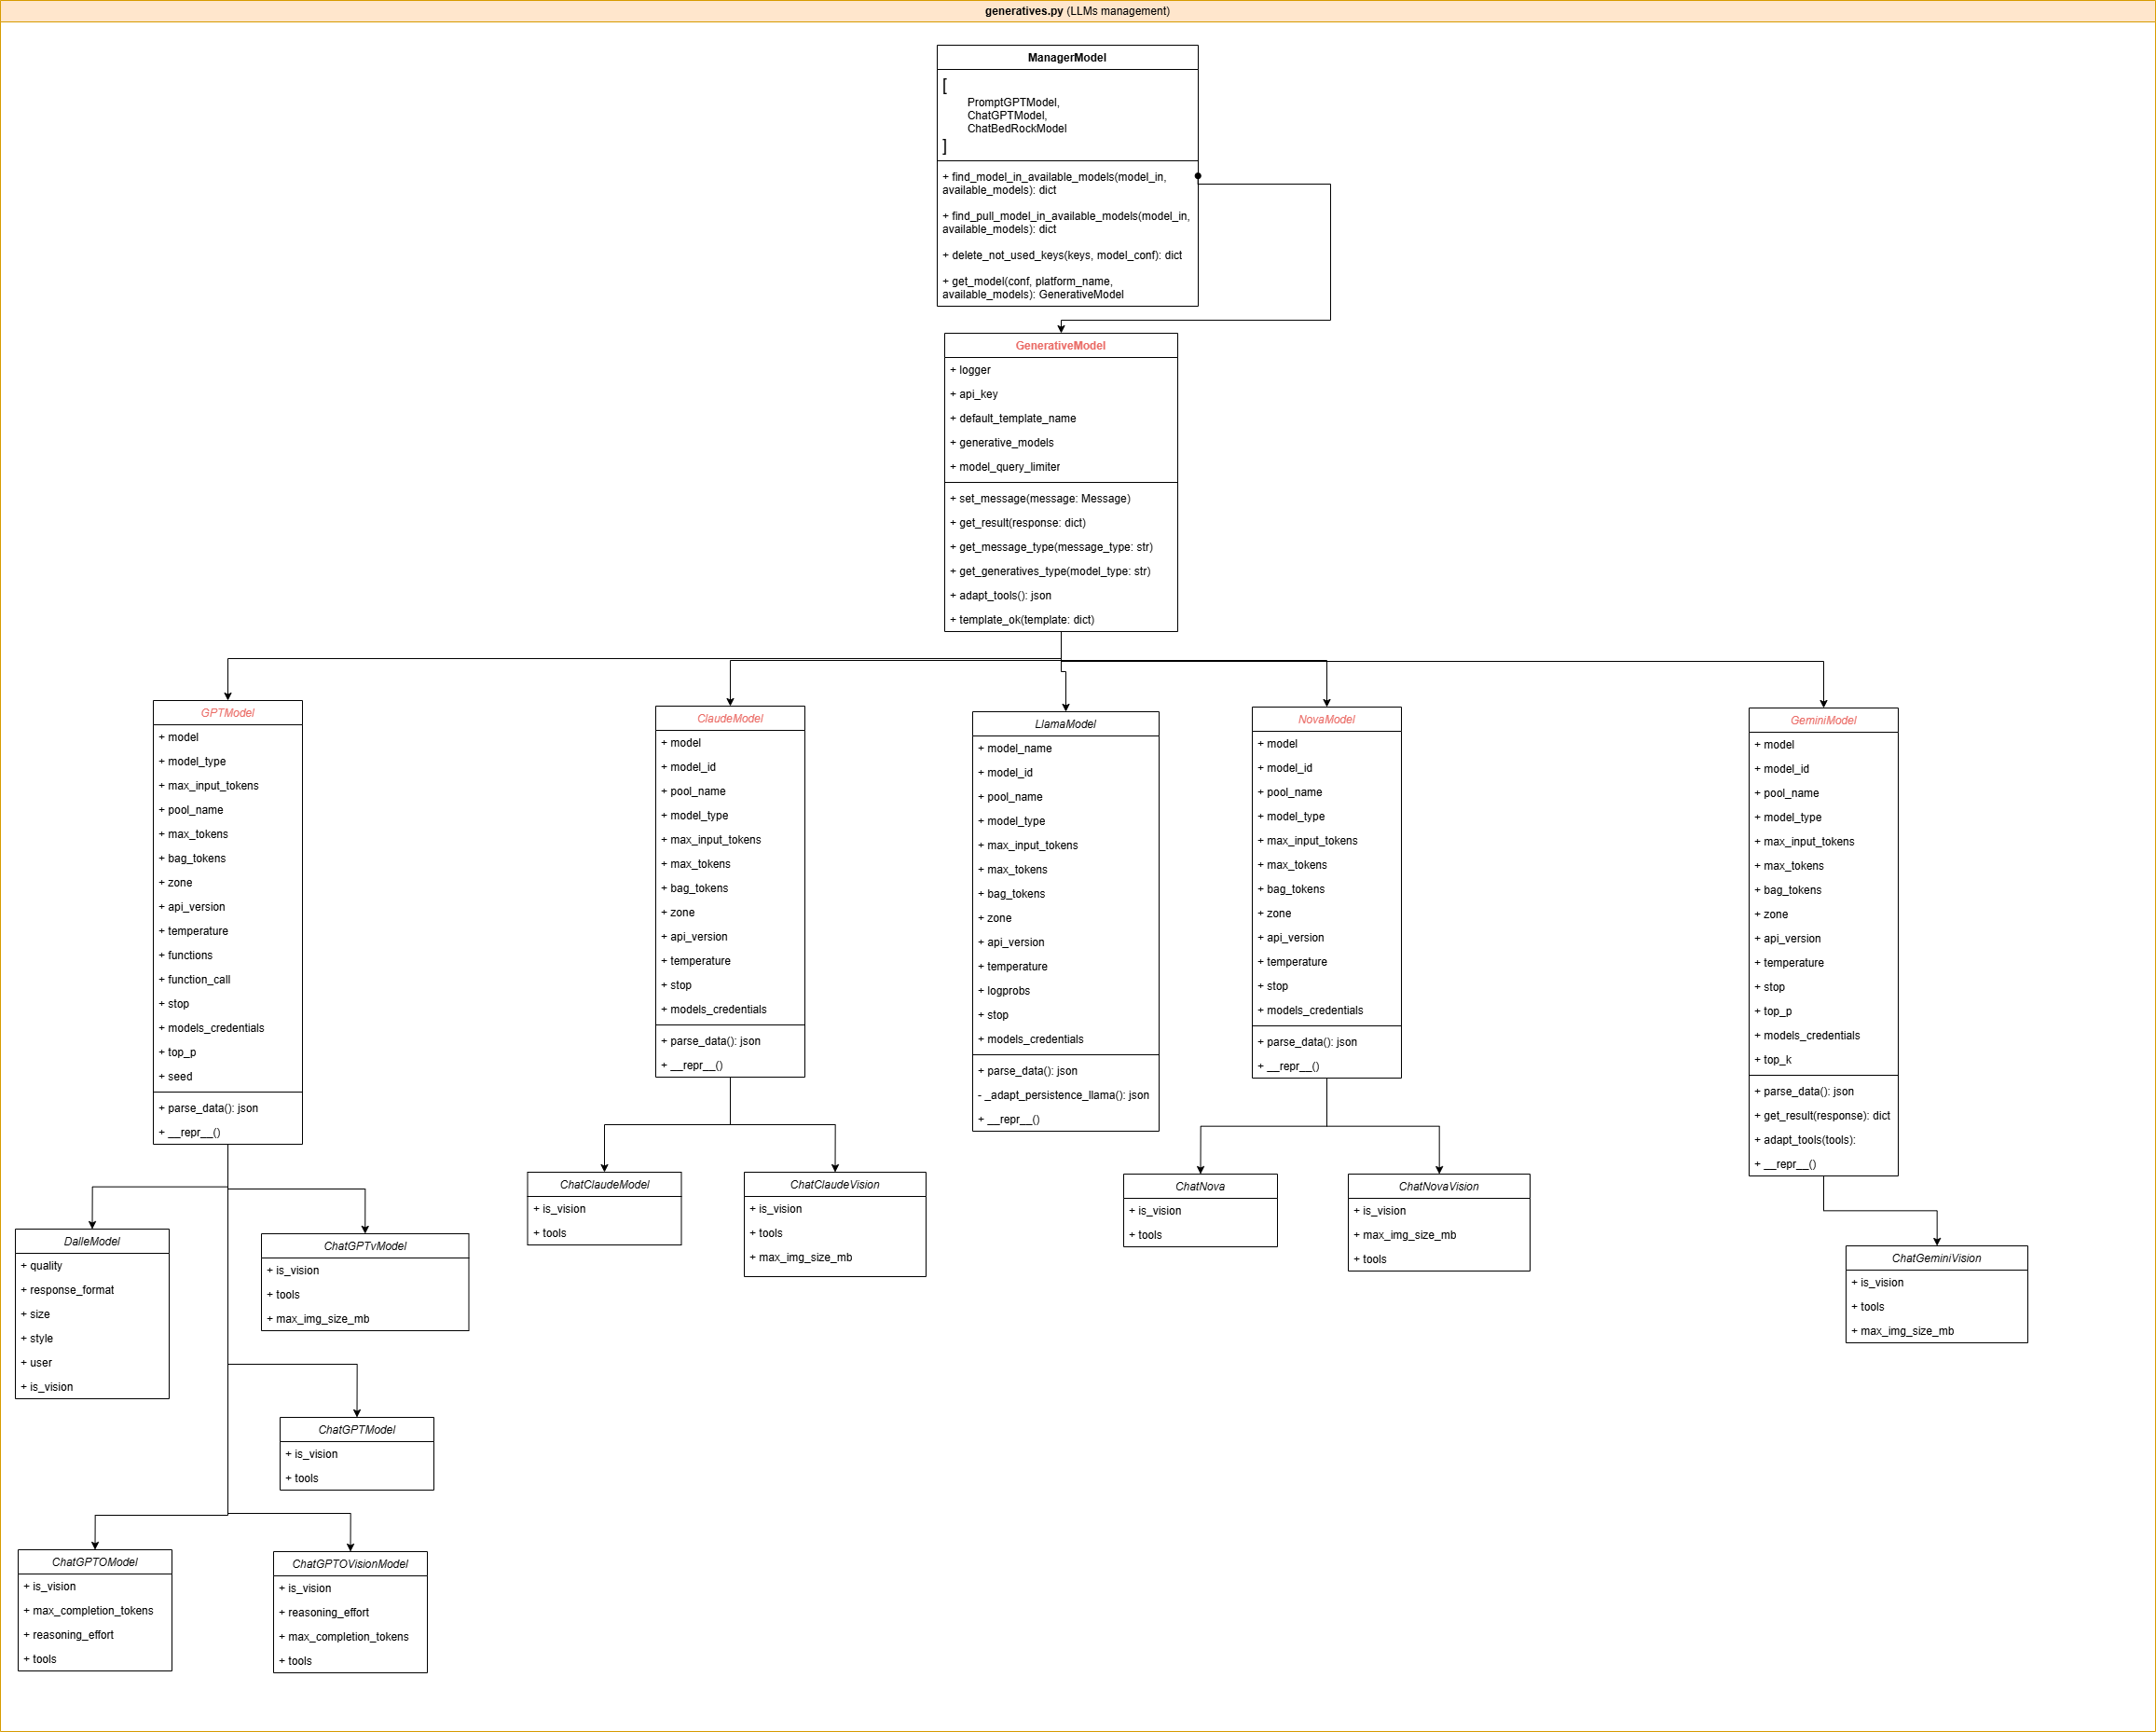 generatives.py (LLMs management)
ManagerModel
[
PromptGPTModel,
ChatGPTModel,
ChatBedRockModel
]
+ find_model_in_available_models(model_in,
available_models): dict
+ find_pull_model_in_available_models(model_in,
available_models): dict
+ delete_not_used_keys(keys, model_conf): dict
+ get_model(conf, platform_name,
available_models): GenerativeModel
GenerativeModel
+ logger
+ api_key
+ default_template_name
+ generative_models
+ model_query_limiter
+ set_message(message: Message)
+ get_result(response: dict)
+ get_message_type(message_type: str)
+ get_generatives_type(model_type: str)
+ adapt_tools(): json
+ template_ok(template: dict)
GPTModel
+ model
+ model_type
+ max_input_tokens
+ pool_name
+ max_tokens
+ bag_tokens
+ zone
+ api_version
+ temperature
+ functions
+ function_call
+ stop
+ models_credentials
+ top_p
+ seed
+ parse_data(): json
+ __repr__()
ClaudeModel
+ model
+ model_id
+ pool_name
+ model_type
+ max_input_tokens
+ max_tokens
+ bag_tokens
+ zone
+ api_version
+ temperature
+ stop
+ models_credentials
+ parse_data(): json
+ __repr__()
LlamaModel
+ model_name
+ model_id
+ pool_name
+ model_type
+ max_input_tokens
+ max_tokens
+ bag_tokens
+ zone
+ api_version
+ temperature
+ logprobs
+ stop
+ models_credentials
+ parse_data(): json
- _adapt_persistence_llama(): json
+ __repr__()
NovaModel
+ model
+ model_id
+ pool_name
+ model_type
+ max_input_tokens
+ max_tokens
+ bag_tokens
+ zone
+ api_version
+ temperature
+ stop
+ models_credentials
+ parse_data(): json
+ __repr__()
GeminiModel
+ model
+ model_id
+ pool_name
+ model_type
+ max_input_tokens
+ max_tokens
+ bag_tokens
+ zone
+ api_version
+ temperature
+ stop
+ top_p
+ models_credentials
+ top_k
+ parse_data(): json
+ get_result(response): dict
+ adapt_tools(tools):
+ __repr__()
DalleModel
+ quality
+ response_format
+ size
+ style
+ user
+ is_vision
ChatGPTvModel
+ is_vision
+ tools
+ max_img_size_mb
ChatClaudeModel
+ is_vision
+ tools
ChatClaudeVision
+ is_vision
+ tools
+ max_img_size_mb
ChatNova
+ is_vision
+ tools
ChatNovaVision
+ is_vision
+ max_img_size_mb
+ tools
ChatGeminiVision
+ is_vision
+ tools
+ max_img_size_mb
ChatGPTModel
+ is_vision
+ tools
ChatGPTOModel
+ is_vision
+ max_completion_tokens
+ reasoning_effort
+ tools
ChatGPTOVisionModel
+ is_vision
+ reasoning_effort
+ max_completion_tokens
+ tools